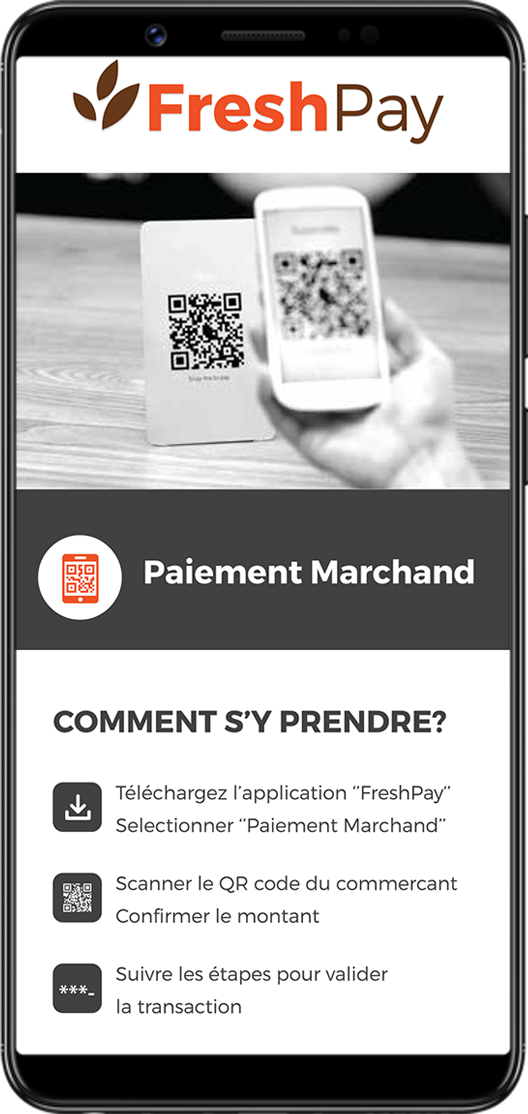 FreshPay
Paiement Marchand
COMMENT S’Y PRENDRE?
Téléchargez l’application ‘’FreshPay‘’
Selectionner ‘’Paiement Marchand’’
Scanner le QR code du commercant
Confirmer le montant
***_
Suivre les étapes pour valider
la transaction